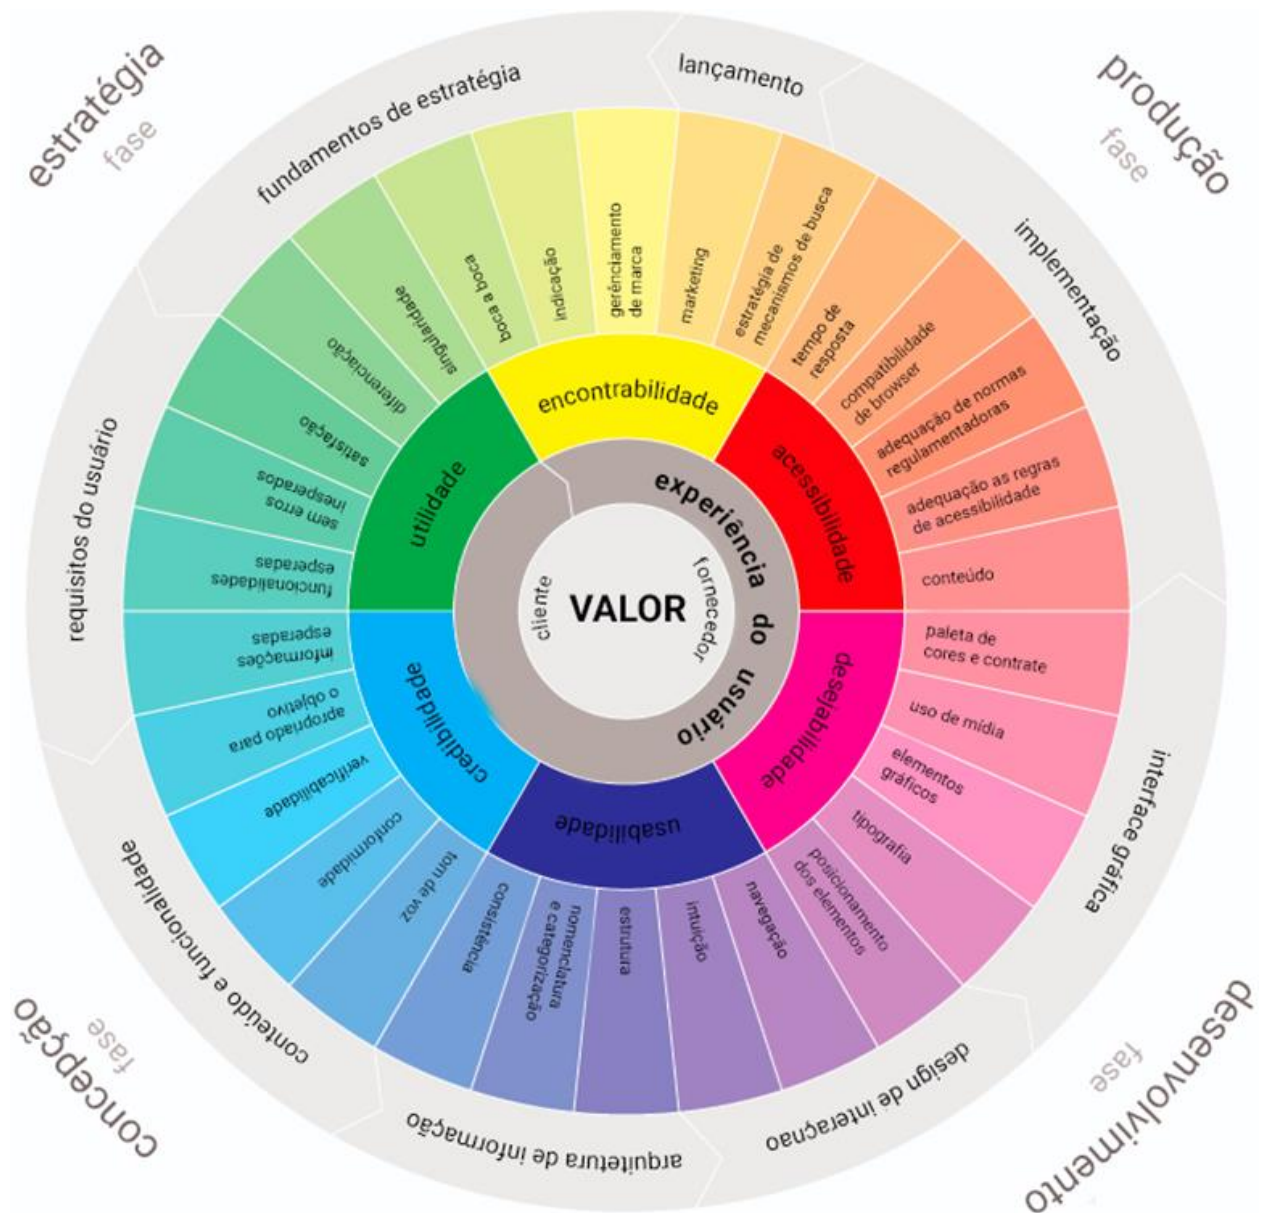 estratégia
fase
produção
fase
desenvolvimento
fase
concepção
fase
fundamentos de estratégia
lançamento
implementação
interface gráfica
design de interaçnao
arquitetura de informação
conteúdo e funcionalidade
requisitos do usuário
encontrabilidade
boca a boca
indicação
gerênciamento
de marca
marketing
estratégia de
mecanismos de busca
acessibilidade
tempo de
resposta
compatibilidade
de browser
adequação de normas
regulamentadoras
adequação as regras
de acessibilidade
conteúdo
desejabilidade
paleta de
cores e contrate
uso de mídia
elementos
gráficos
tipografia
posicionamento
dos elementos
usabilidade
navegação
intuição
estrutura
nomenclatura
e categorização
consistência
credibilidade
tom de voz
conformidade
verificabilidade
apropriado para
o objetivo
informações
esperadas
utilidade
funcionalidades
esperadas
sem erros
inesperados
satisfação
diferenciação
singularidade
experiência do usuário
cliente
VALOR
fornecedor